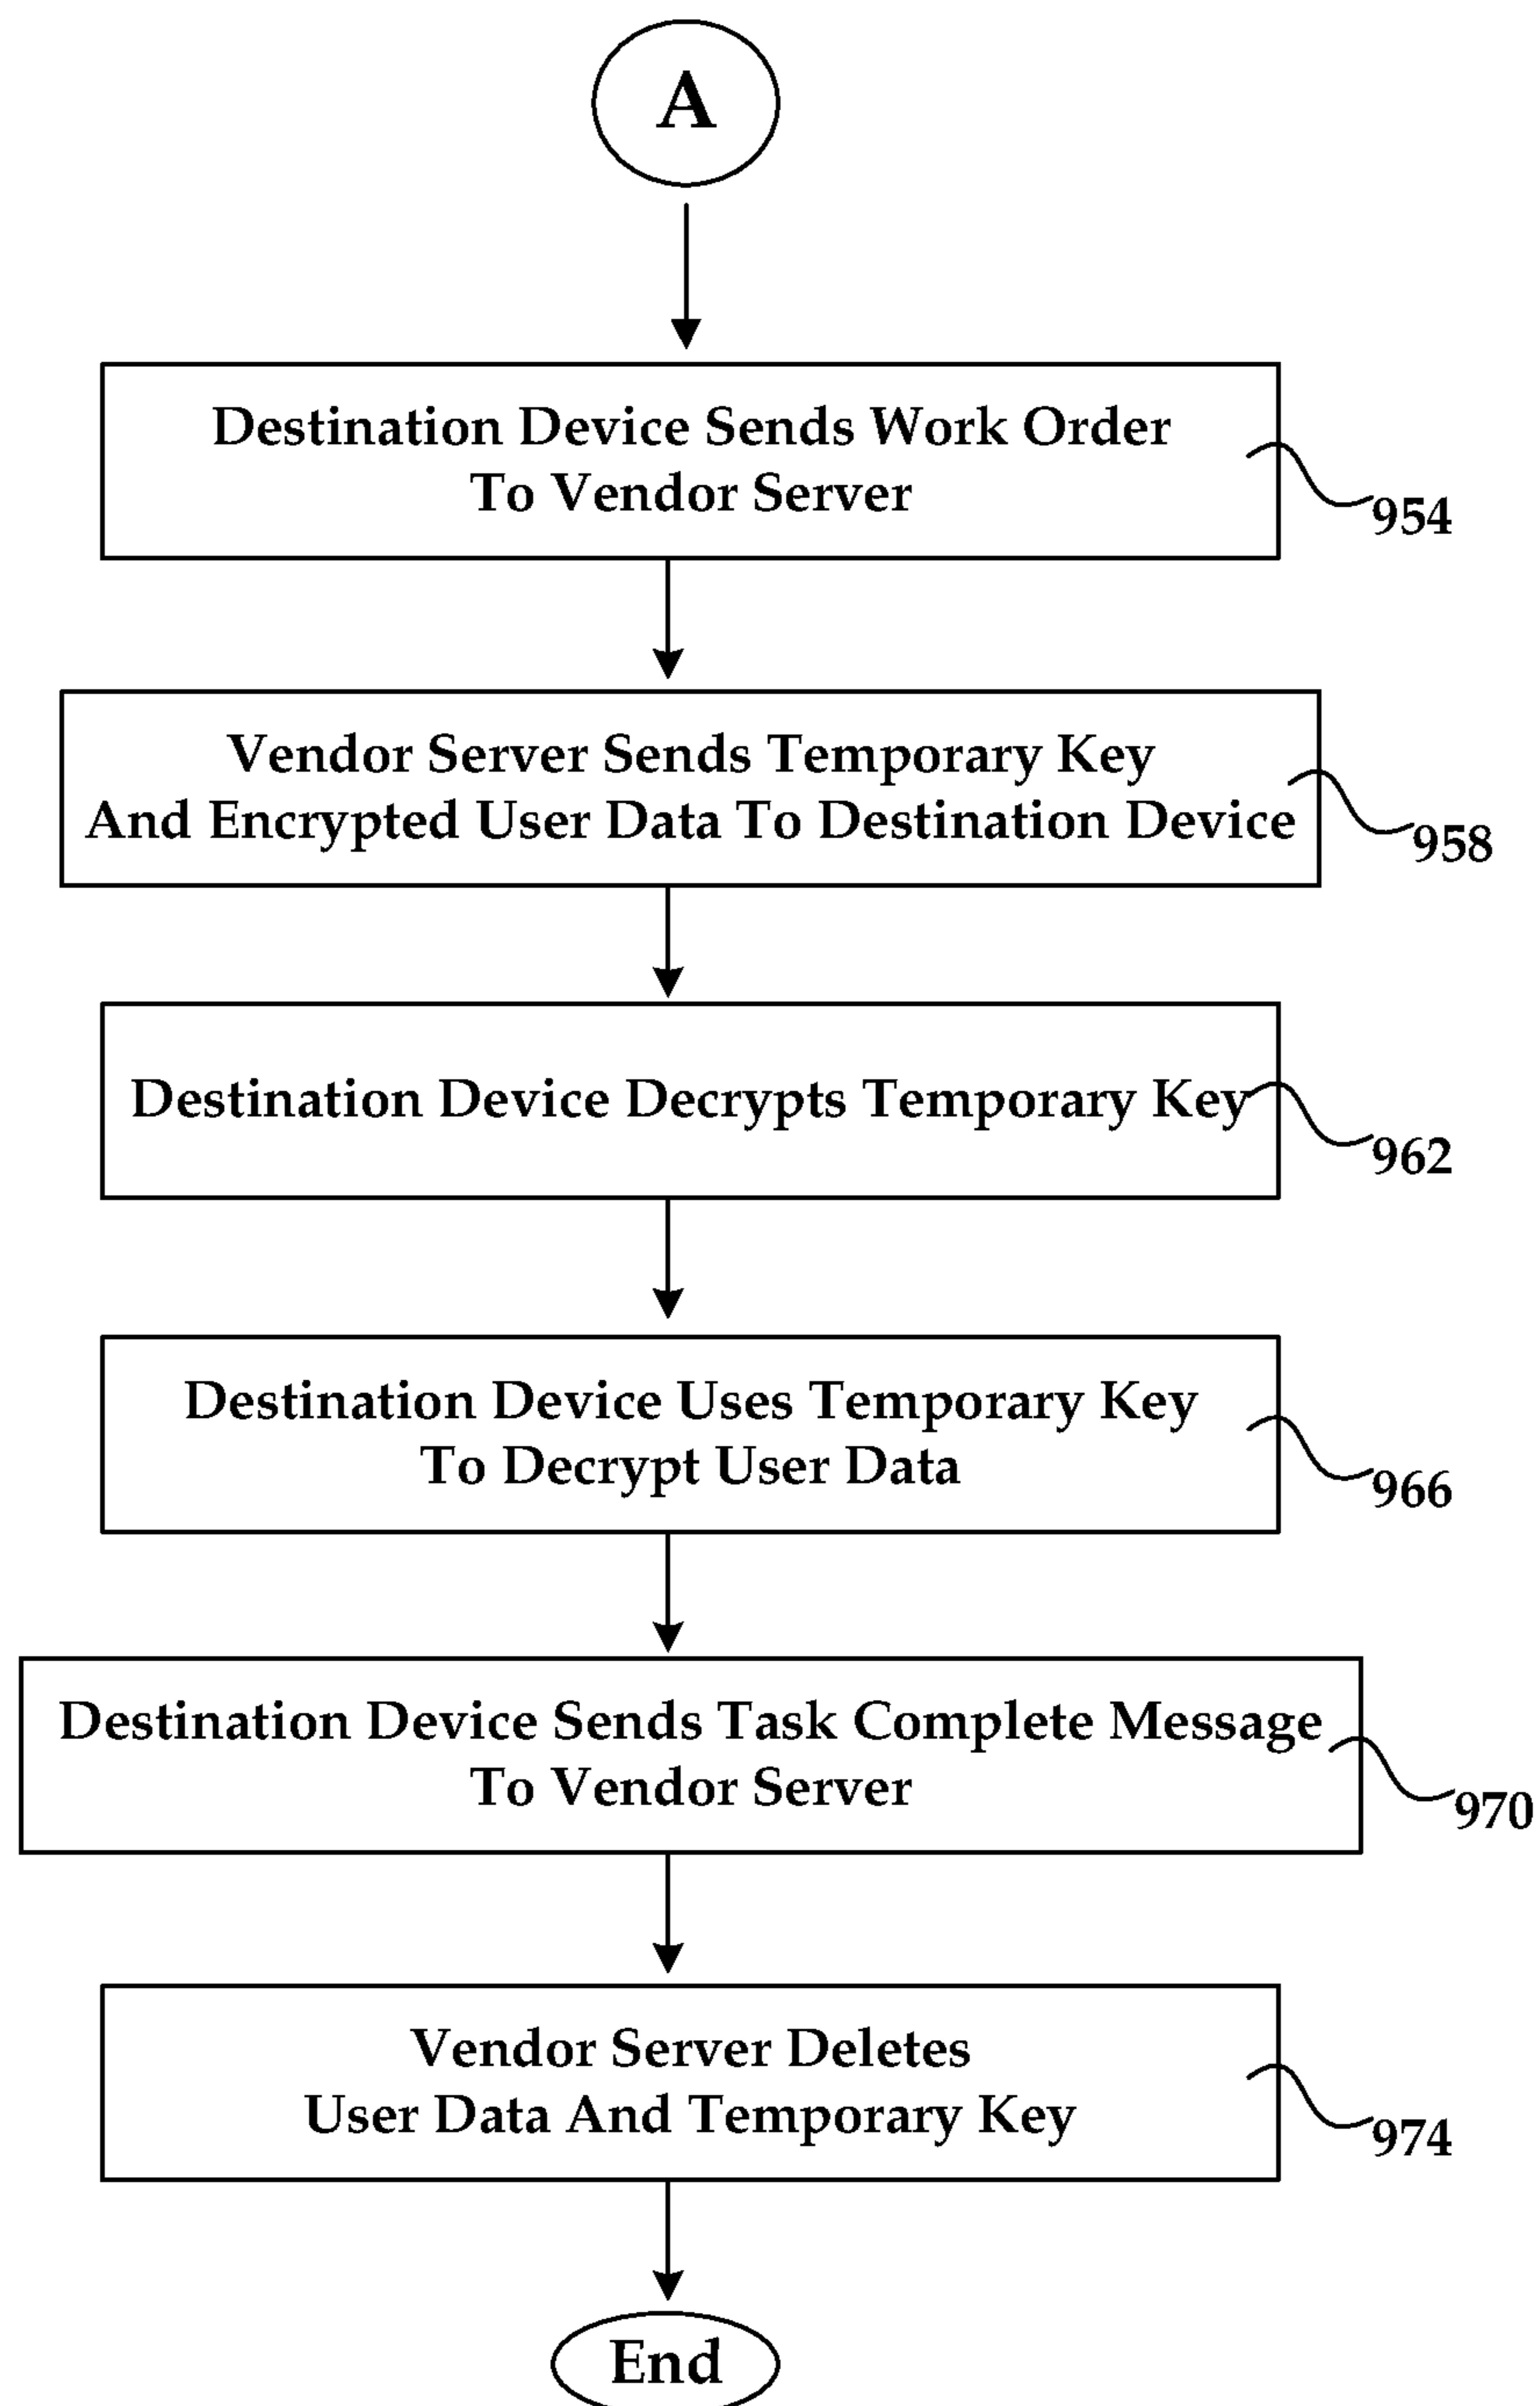 A
Destination Device Sends Work Order
To Vendor Server
954
Vendor Server Sends Temporary Key
And Encrypted User Data To Destination Device
958
Destination Device Decrypts Temporary Key
962
Destination Device Uses Temporary Key
To Decrypt User Data
966
Destination Device Sends Task Complete Message
To Vendor Server
970
Vendor Server Deletes
User Data And Temporary Key
974
End